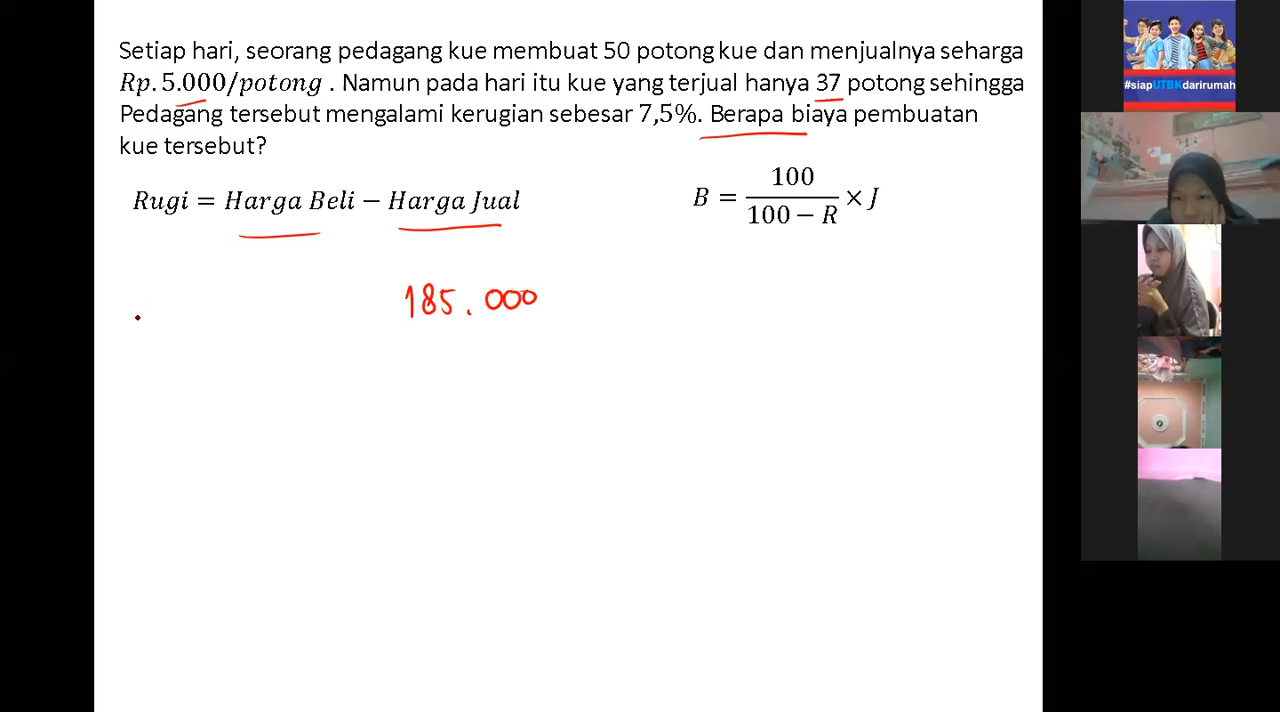 Setiap hari, seorang pedagang kue membuat 50 potong kue dan menjualnya seharga
Rp. 5.000/potong . Namun pada hari itu kue yang terjual hanya 37 potong sehingga
Pedagang tersebut mengalami kerugian sebesar 7,5%. Berapa biaya pembuatan
kue tersebut?
Rugi = Harga Beli − Harga Jual
B = 100 / (100 − R) × J
185.000
#siapUTBKdarirumah